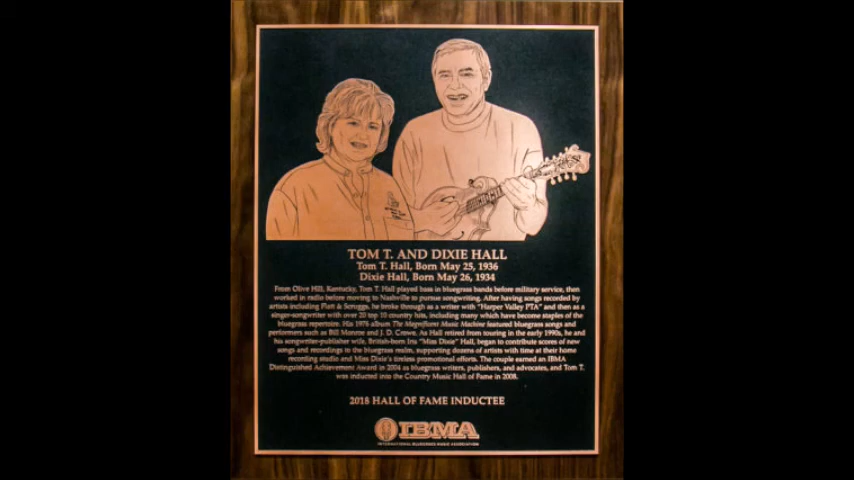 TOM T. AND DIXIE HALL
Tom T. Hall, Born May 25, 1936
Dixie Hall, Born May 26, 1934
From Olive Hill, Kentucky, Tom T. Hall played bass in bluegrass bands before military service, then
worked in radio before moving to Nashville to pursue songwriting. After having songs recorded by
artists including Flatt & Scruggs, he broke through as a writer with "Harper Valley PTA" and then as a
singer-songwriter with over 20 top 10 country hits, including many which have become staples of the
bluegrass repertoire. His 1976 album The Magnificent Music Machine featured bluegrass songs and
performers such as Bill Monroe and J. D. Crowe. As Hall retired from touring in the early 1990s, he and
his songwriter-publisher wife, British-born Iris "Miss Dixie" Hall, began to contribute scores of new
songs and recordings to the bluegrass realm, supporting dozens of artists with time at their home
recording studio and Miss Dixie's tireless promotional efforts. The couple earned an IBMA
Distinguished Achievement Award in 2004 as bluegrass writers, publishers, and advocates, and Tom T.
was inducted into the Country Music Hall of Fame in 2008.
2018 HALL OF FAME INDUCTEE
IBMA
INTERNATIONAL BLUEGRASS MUSIC ASSOCIATION